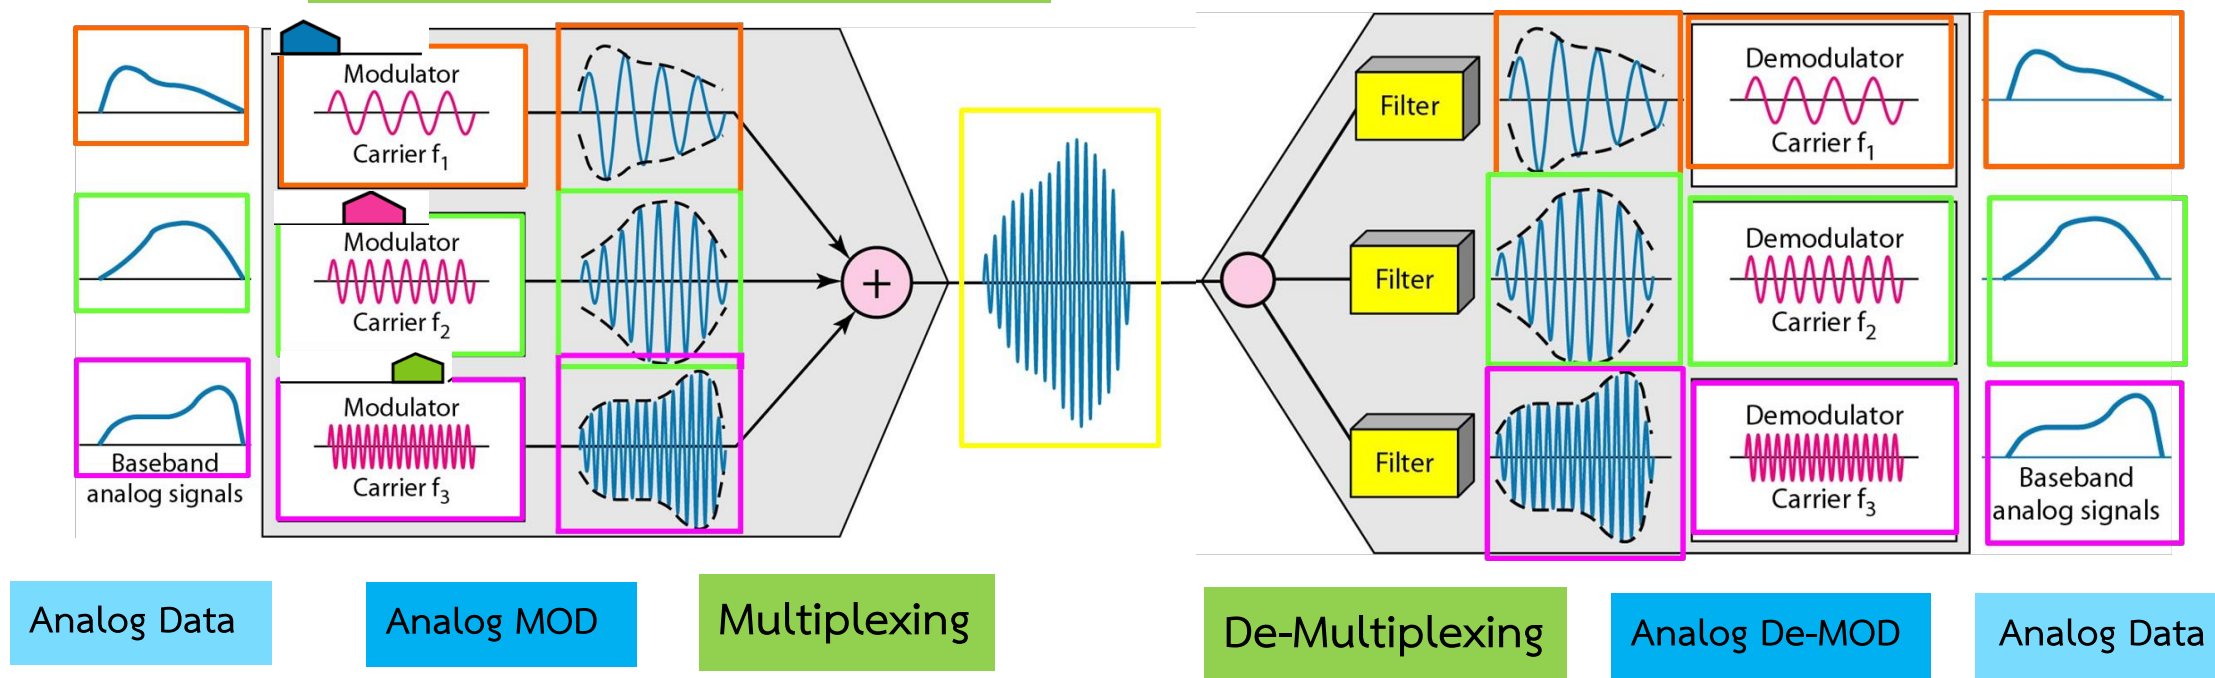 Modulator
Carrier f1
Modulator
Carrier f2
Modulator
Carrier f3
Baseband
analog signals
+
Filter
Filter
Filter
Demodulator
Carrier f1
Demodulator
Carrier f2
Demodulator
Carrier f3
Baseband
analog signals
Analog Data
Analog MOD
Multiplexing
De-Multiplexing
Analog De-MOD
Analog Data